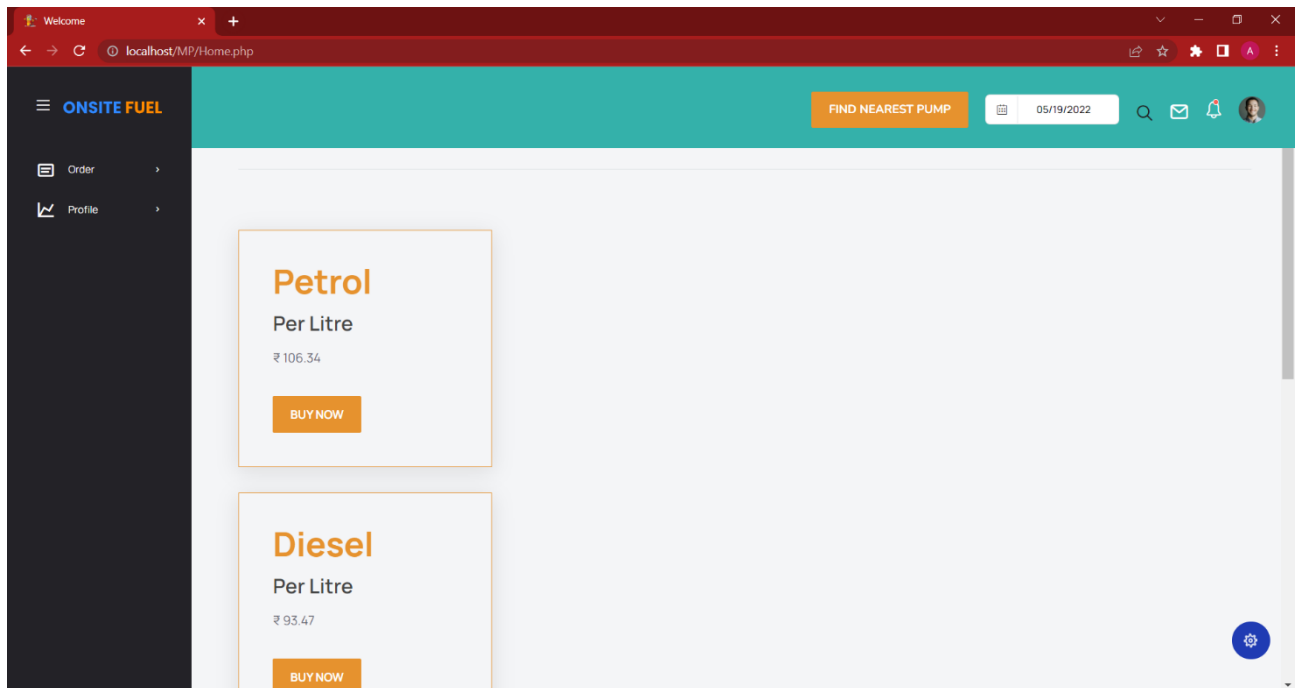 Welcome
localhost/MP/Home.php
A
ONSITE FUEL
FIND NEAREST PUMP
05/19/2022
Order
Profile
Petrol
Per Litre
₹ 106.34
BUY NOW
Diesel
Per Litre
₹ 93.47
BUY NOW